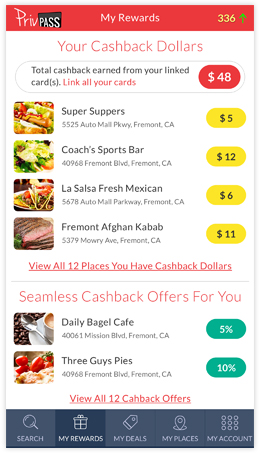 PrivPASS
My Rewards
336
Your Cashback Dollars
Total cashback earned from your linked
card(s). Link all your cards
$ 48
Super Suppers
5525 Auto Mall Pkwy, Fremont, CA
$ 5
Coach's Sports Bar
40968 Fremont Blvd, Fremont, CA
$ 12
La Salsa Fresh Mexican
5678 Auto Mall Parkway, Fremont, CA
$ 6
Fremont Afghan Kabab
5379 Mowry Ave, Fremont, CA
$ 11
View All 12 Places You Have Cashback Dollars
Seamless Cashback Offers For You
Daily Bagel Cafe
40061 Mission Blvd, Fremont, CA
5%
Three Guys Pies
40968 Fremont Blvd, Fremont, CA
10%
View All 12 Cahback Offers
SEARCH
MY REWARDS
MY DEALS
MY PLACES
MY ACCOUNT